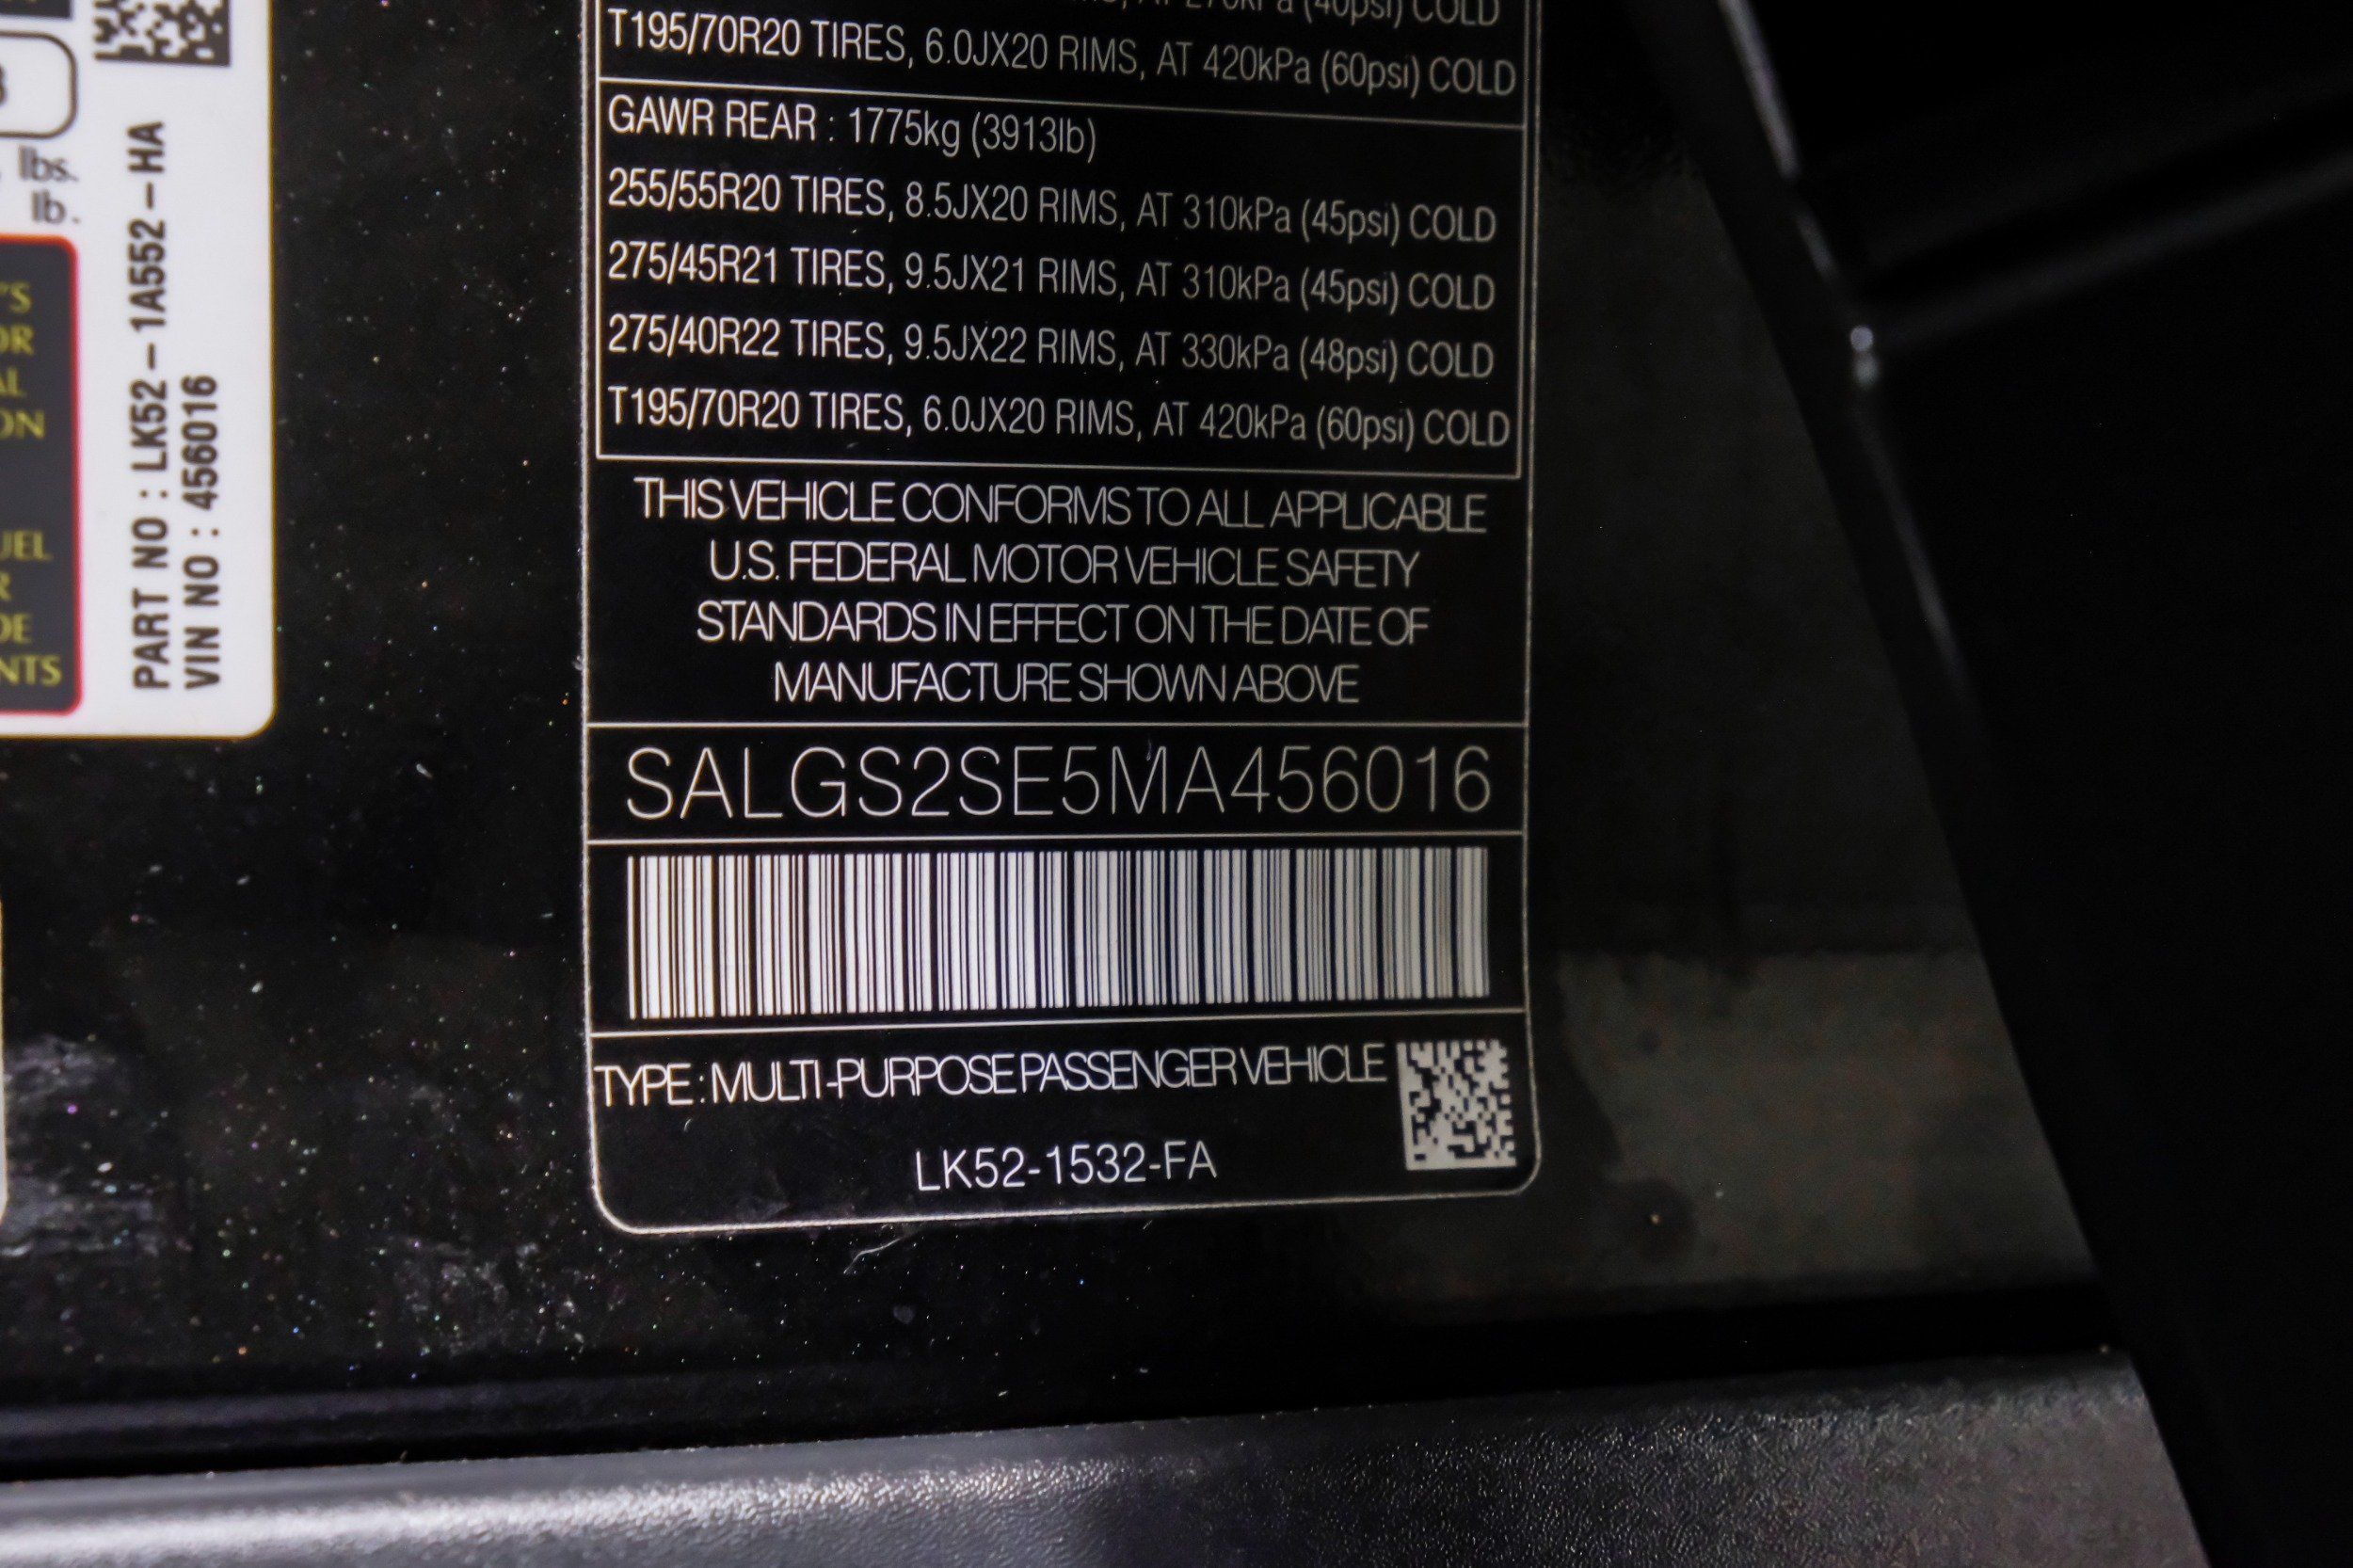 AT 270kPa (40psi) COLD
T195/70R20 TIRES, 6.0JX20 RIMS, AT 420kPa (60psi) COLD
GAWR REAR : 1775kg (3913lb)
255/55R20 TIRES, 8.5JX20 RIMS, AT 310kPa (45psi) COLD
275/45R21 TIRES, 9.5JX21 RIMS, AT 310kPa (45psi) COLD
275/40R22 TIRES, 9.5JX22 RIMS, AT 330kPa (48psi) COLD
T195/70R20 TIRES, 6.0JX20 RIMS, AT 420kPa (60psi) COLD
THIS VEHICLE CONFORMS TO ALL APPLICABLE
U.S. FEDERAL MOTOR VEHICLE SAFETY
STANDARDS IN EFFECT ON THE DATE OF
MANUFACTURE SHOWN ABOVE
SALGS2SE5MA456016
TYPE : MULTI-PURPOSE PASSENGER VEHICLE
LK52-1532-FA
lbs.
lb.
PART NO : LK52-1A552-HA
VIN NO : 456016